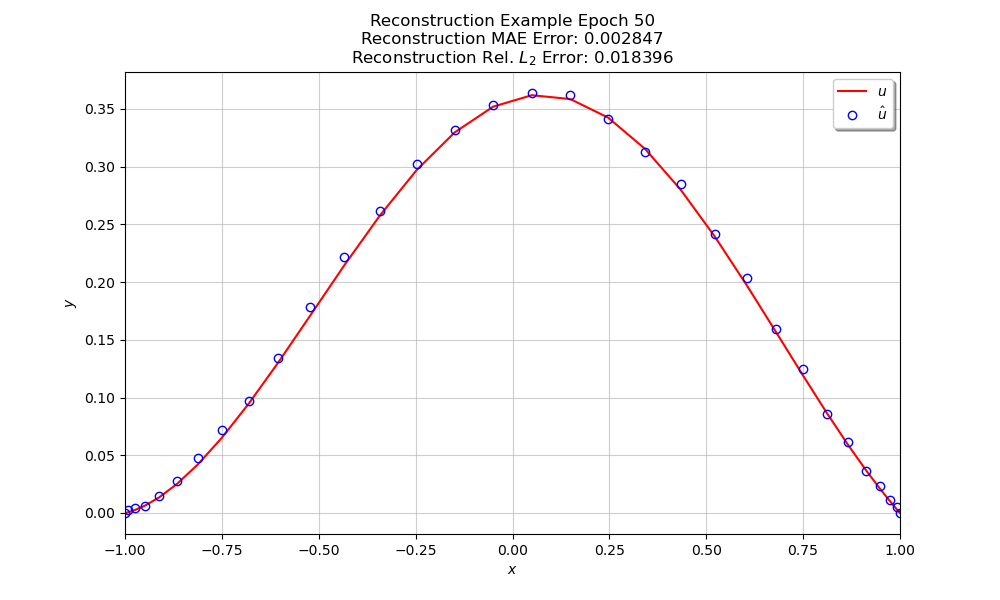 Reconstruction Example Epoch 50
Reconstruction MAE Error: 0.002847
Reconstruction Rel. $L_2$ Error: 0.018396
u
û
0.35
0.30
0.25
0.20
0.15
0.10
0.05
0.00
y
−1.00 −0.75 −0.50 −0.25 0.00 0.25 0.50 0.75 1.00
x